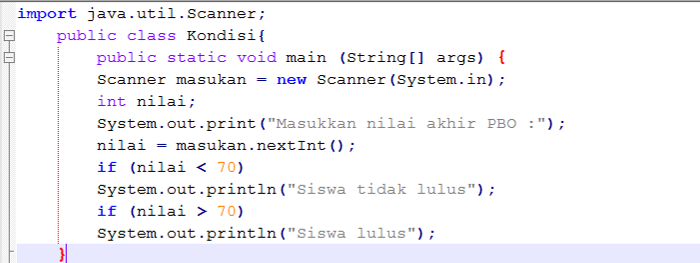 import java.util.Scanner;
public class Kondisi{
public static void main (String[] args) {
Scanner masukan = new Scanner(System.in);
int nilai;
System.out.print("Masukkan nilai akhir PBO :");
nilai = masukan.nextInt();
if (nilai < 70)
System.out.println("Siswa tidak lulus");
if (nilai > 70)
System.out.println("Siswa lulus");
}